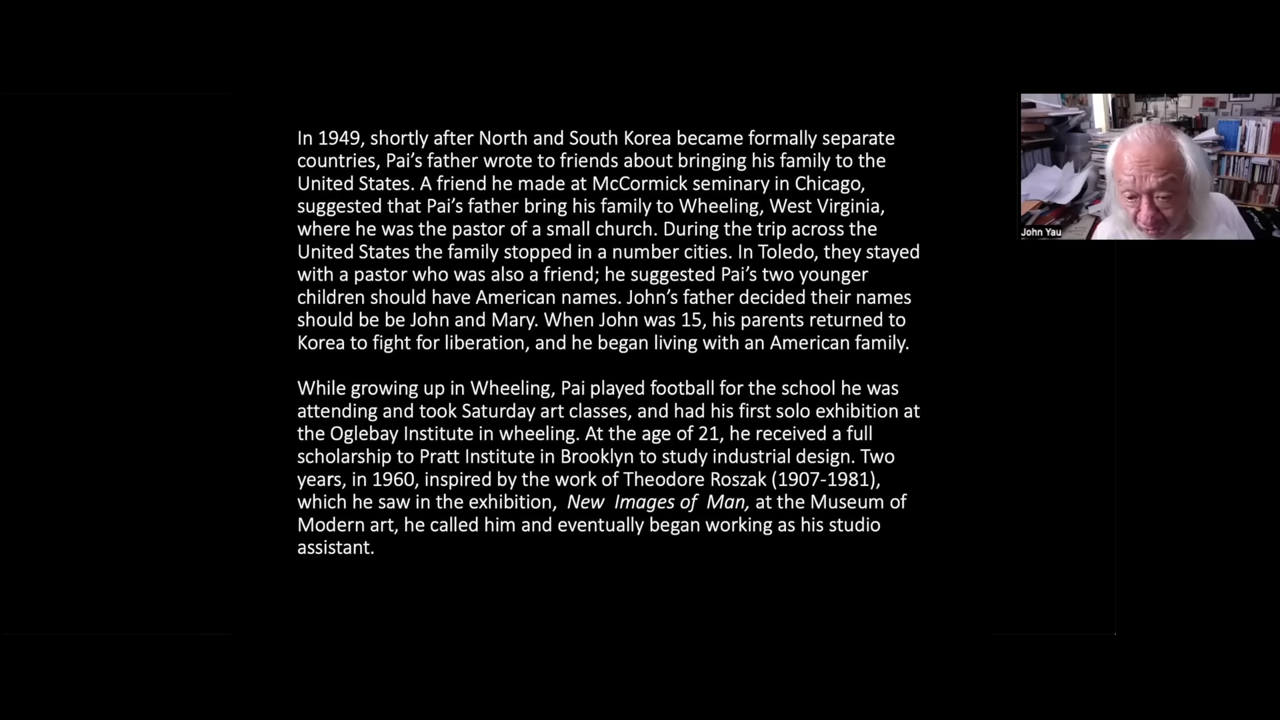 In 1949, shortly after North and South Korea became formally separate
countries, Pai's father wrote to friends about bringing his family to the
United States. A friend he made at McCormick seminary in Chicago,
suggested that Pai's father bring his family to Wheeling, West Virginia,
where he was the pastor of a small church. During the trip across the
United States the family stopped in a number cities. In Toledo, they stayed
with a pastor who was also a friend; he suggested Pai's two younger
children should have American names. John's father decided their names
should be be John and Mary. When John was 15, his parents returned to
Korea to fight for liberation, and he began living with an American family.
While growing up in Wheeling, Pai played football for the school he was
attending and took Saturday art classes, and had his first solo exhibition at
the Oglebay Institute in wheeling. At the age of 21, he received a full
scholarship to Pratt Institute in Brooklyn to study industrial design. Two
years, in 1960, inspired by the work of Theodore Roszak (1907-1981),
which he saw in the exhibition, New Images of Man, at the Museum of
Modern art, he called him and eventually began working as his studio
assistant.
John Yau